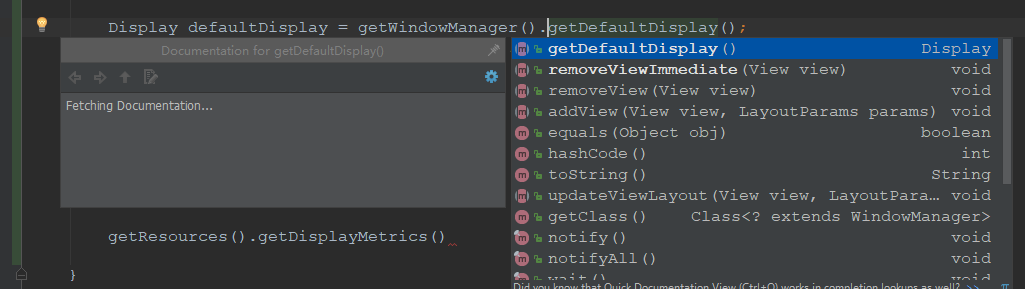 Display defaultDisplay = getWindowManager().getDefaultDisplay();
Documentation for getDefaultDisplay()
Fetching Documentation...
getDefaultDisplay() Display
removeViewImmediate(View view) void
removeView(View view) void
addView(View view, LayoutParams params) void
equals(Object obj) boolean
hashCode() int
toString() String
updateViewLayout(View view, LayoutPara… void
getClass() Class<? extends WindowManager>
notify() void
notifyAll() void
wait() void
Did you know that Quick Documentation View (Ctrl+Q) works in completion lookups as well? >> π
getResources().getDisplayMetrics()
}